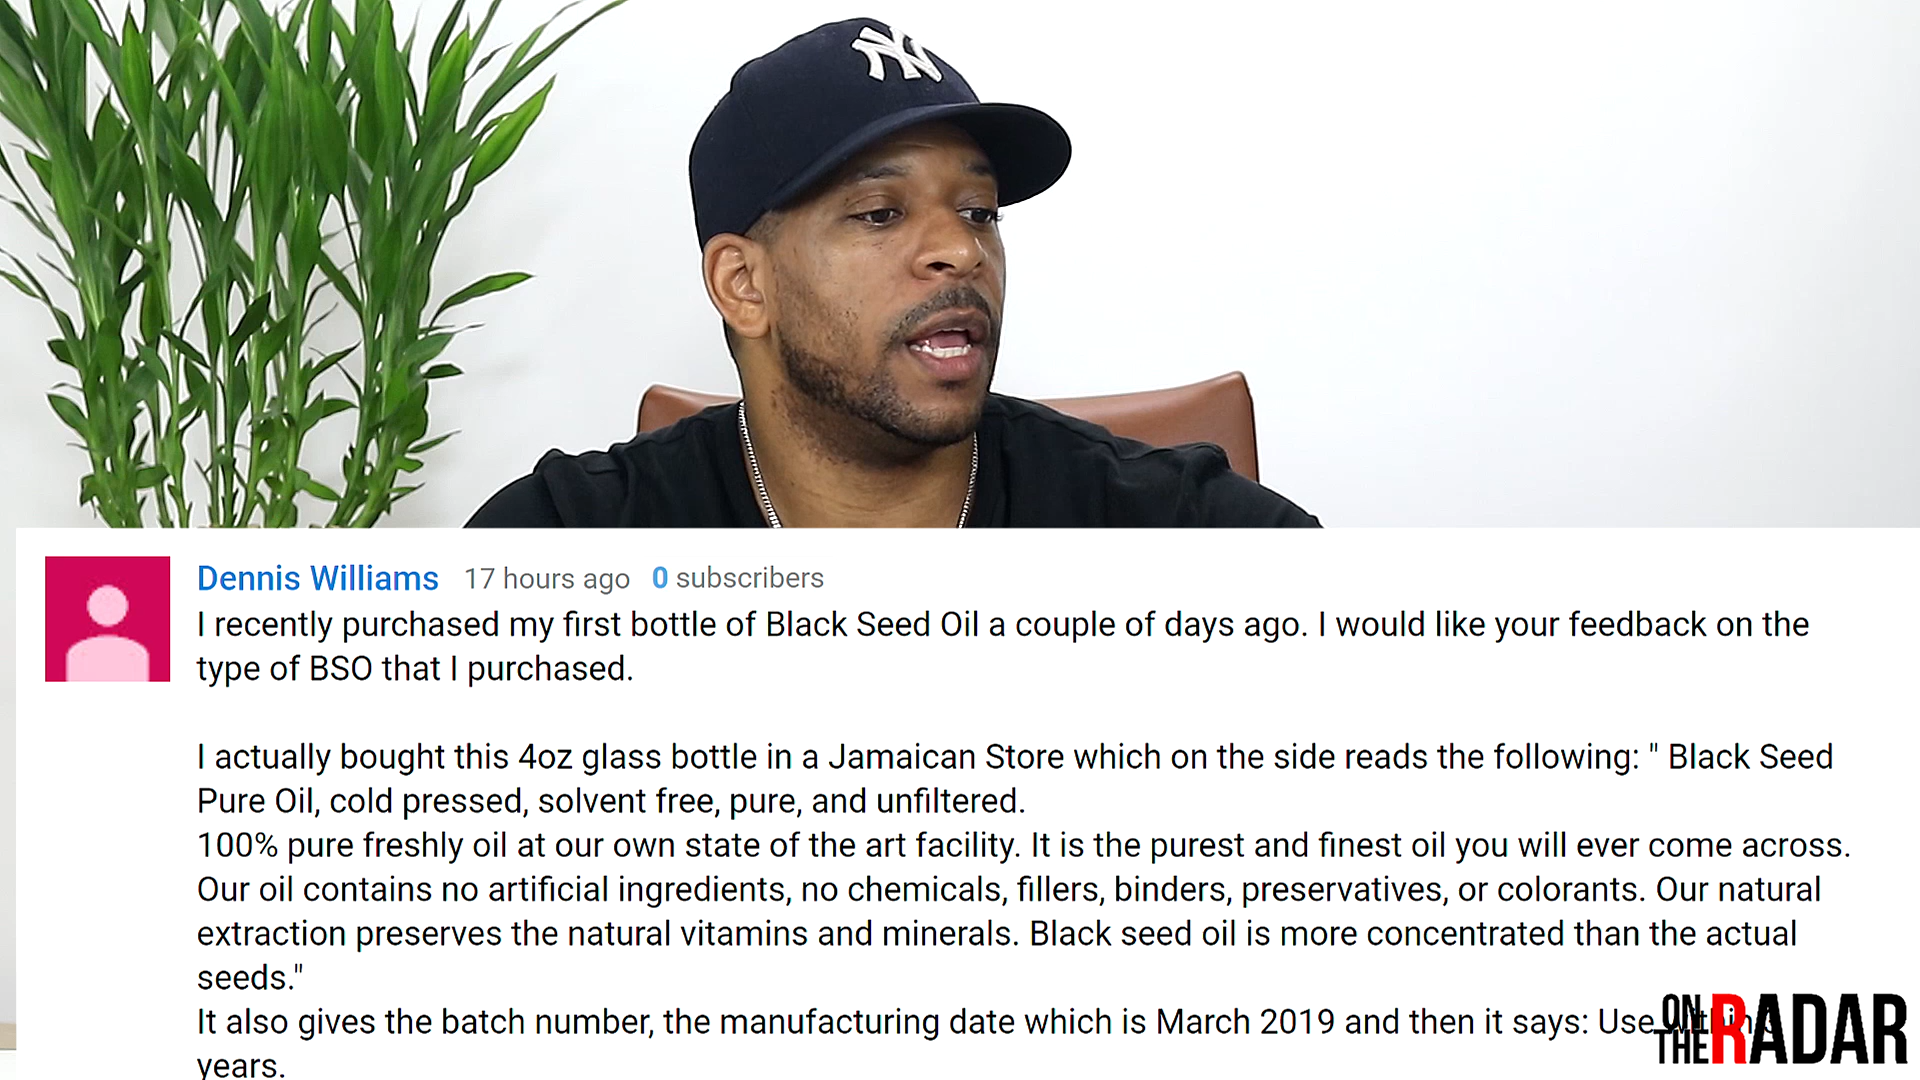 NY
Dennis Williams 17 hours ago 0 subscribers
I recently purchased my first bottle of Black Seed Oil a couple of days ago. I would like your feedback on the
type of BSO that I purchased.
I actually bought this 4oz glass bottle in a Jamaican Store which on the side reads the following: " Black Seed
Pure Oil, cold pressed, solvent free, pure, and unfiltered.
100% pure freshly oil at our own state of the art facility. It is the purest and finest oil you will ever come across.
Our oil contains no artificial ingredients, no chemicals, fillers, binders, preservatives, or colorants. Our natural
extraction preserves the natural vitamins and minerals. Black seed oil is more concentrated than the actual
seeds."
It also gives the batch number, the manufacturing date which is March 2019 and then it says: Use
years.
ON
THE RADAR